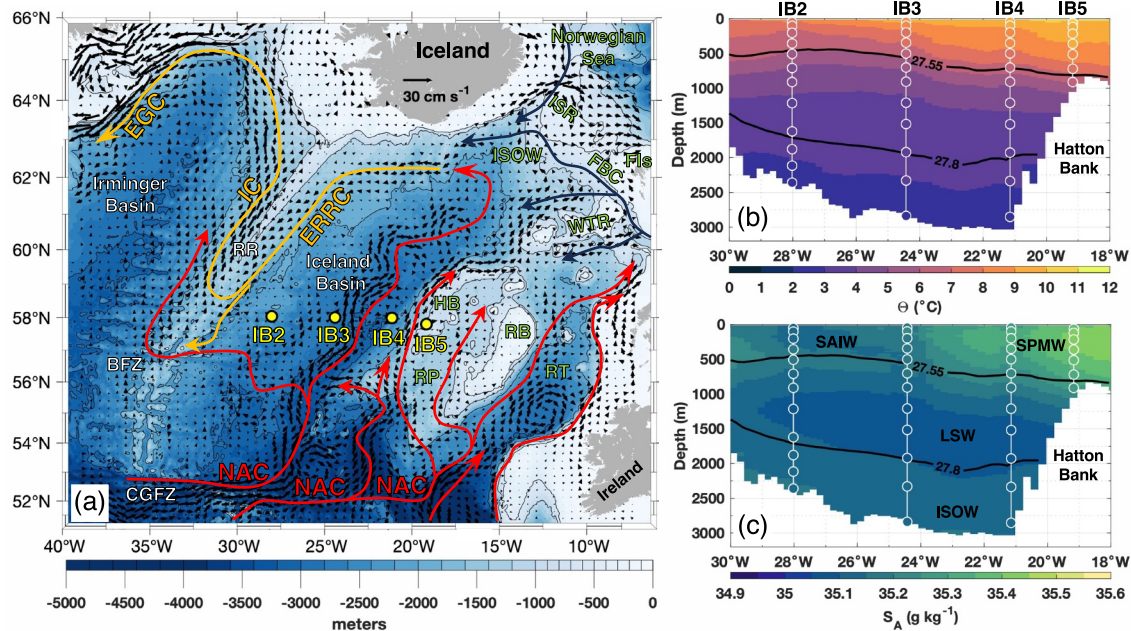 Iceland
Norwegian
Sea
30 cm s⁻¹
66°N
64°N
62°N
60°N
58°N
56°N
54°N
52°N
EGC
ISR
ISOW
FBC
FIs
Irminger
Basin
IC
ERRC
WTR
RR
Iceland
Basin
HB
RB
IB2
IB3
IB4
IB5
BFZ
RP
RT
NAC
NAC
NAC
CGFZ
Ireland
(a)
40°W
35°W
30°W
25°W
20°W
15°W
10°W
-5000
-4500
-4000
-3500
-3000
-2500
-2000
-1500
-1000
-500
0
meters
IB2
IB3
IB4
IB5
0
500
1000
1500
2000
2500
3000
Depth (m)
27.55
27.8
Hatton
Bank
(b)
30°W
28°W
26°W
24°W
22°W
20°W
18°W
0
1
2
3
4
5
6
7
8
9
10
11
12
Θ (°C)
0
500
1000
1500
2000
2500
3000
Depth (m)
SAIW
SPMW
27.55
LSW
27.8
Hatton
Bank
ISOW
(c)
30°W
28°W
26°W
24°W
22°W
20°W
18°W
34.9
35
35.1
35.2
35.3
35.4
35.5
35.6
S_A (g kg⁻¹)